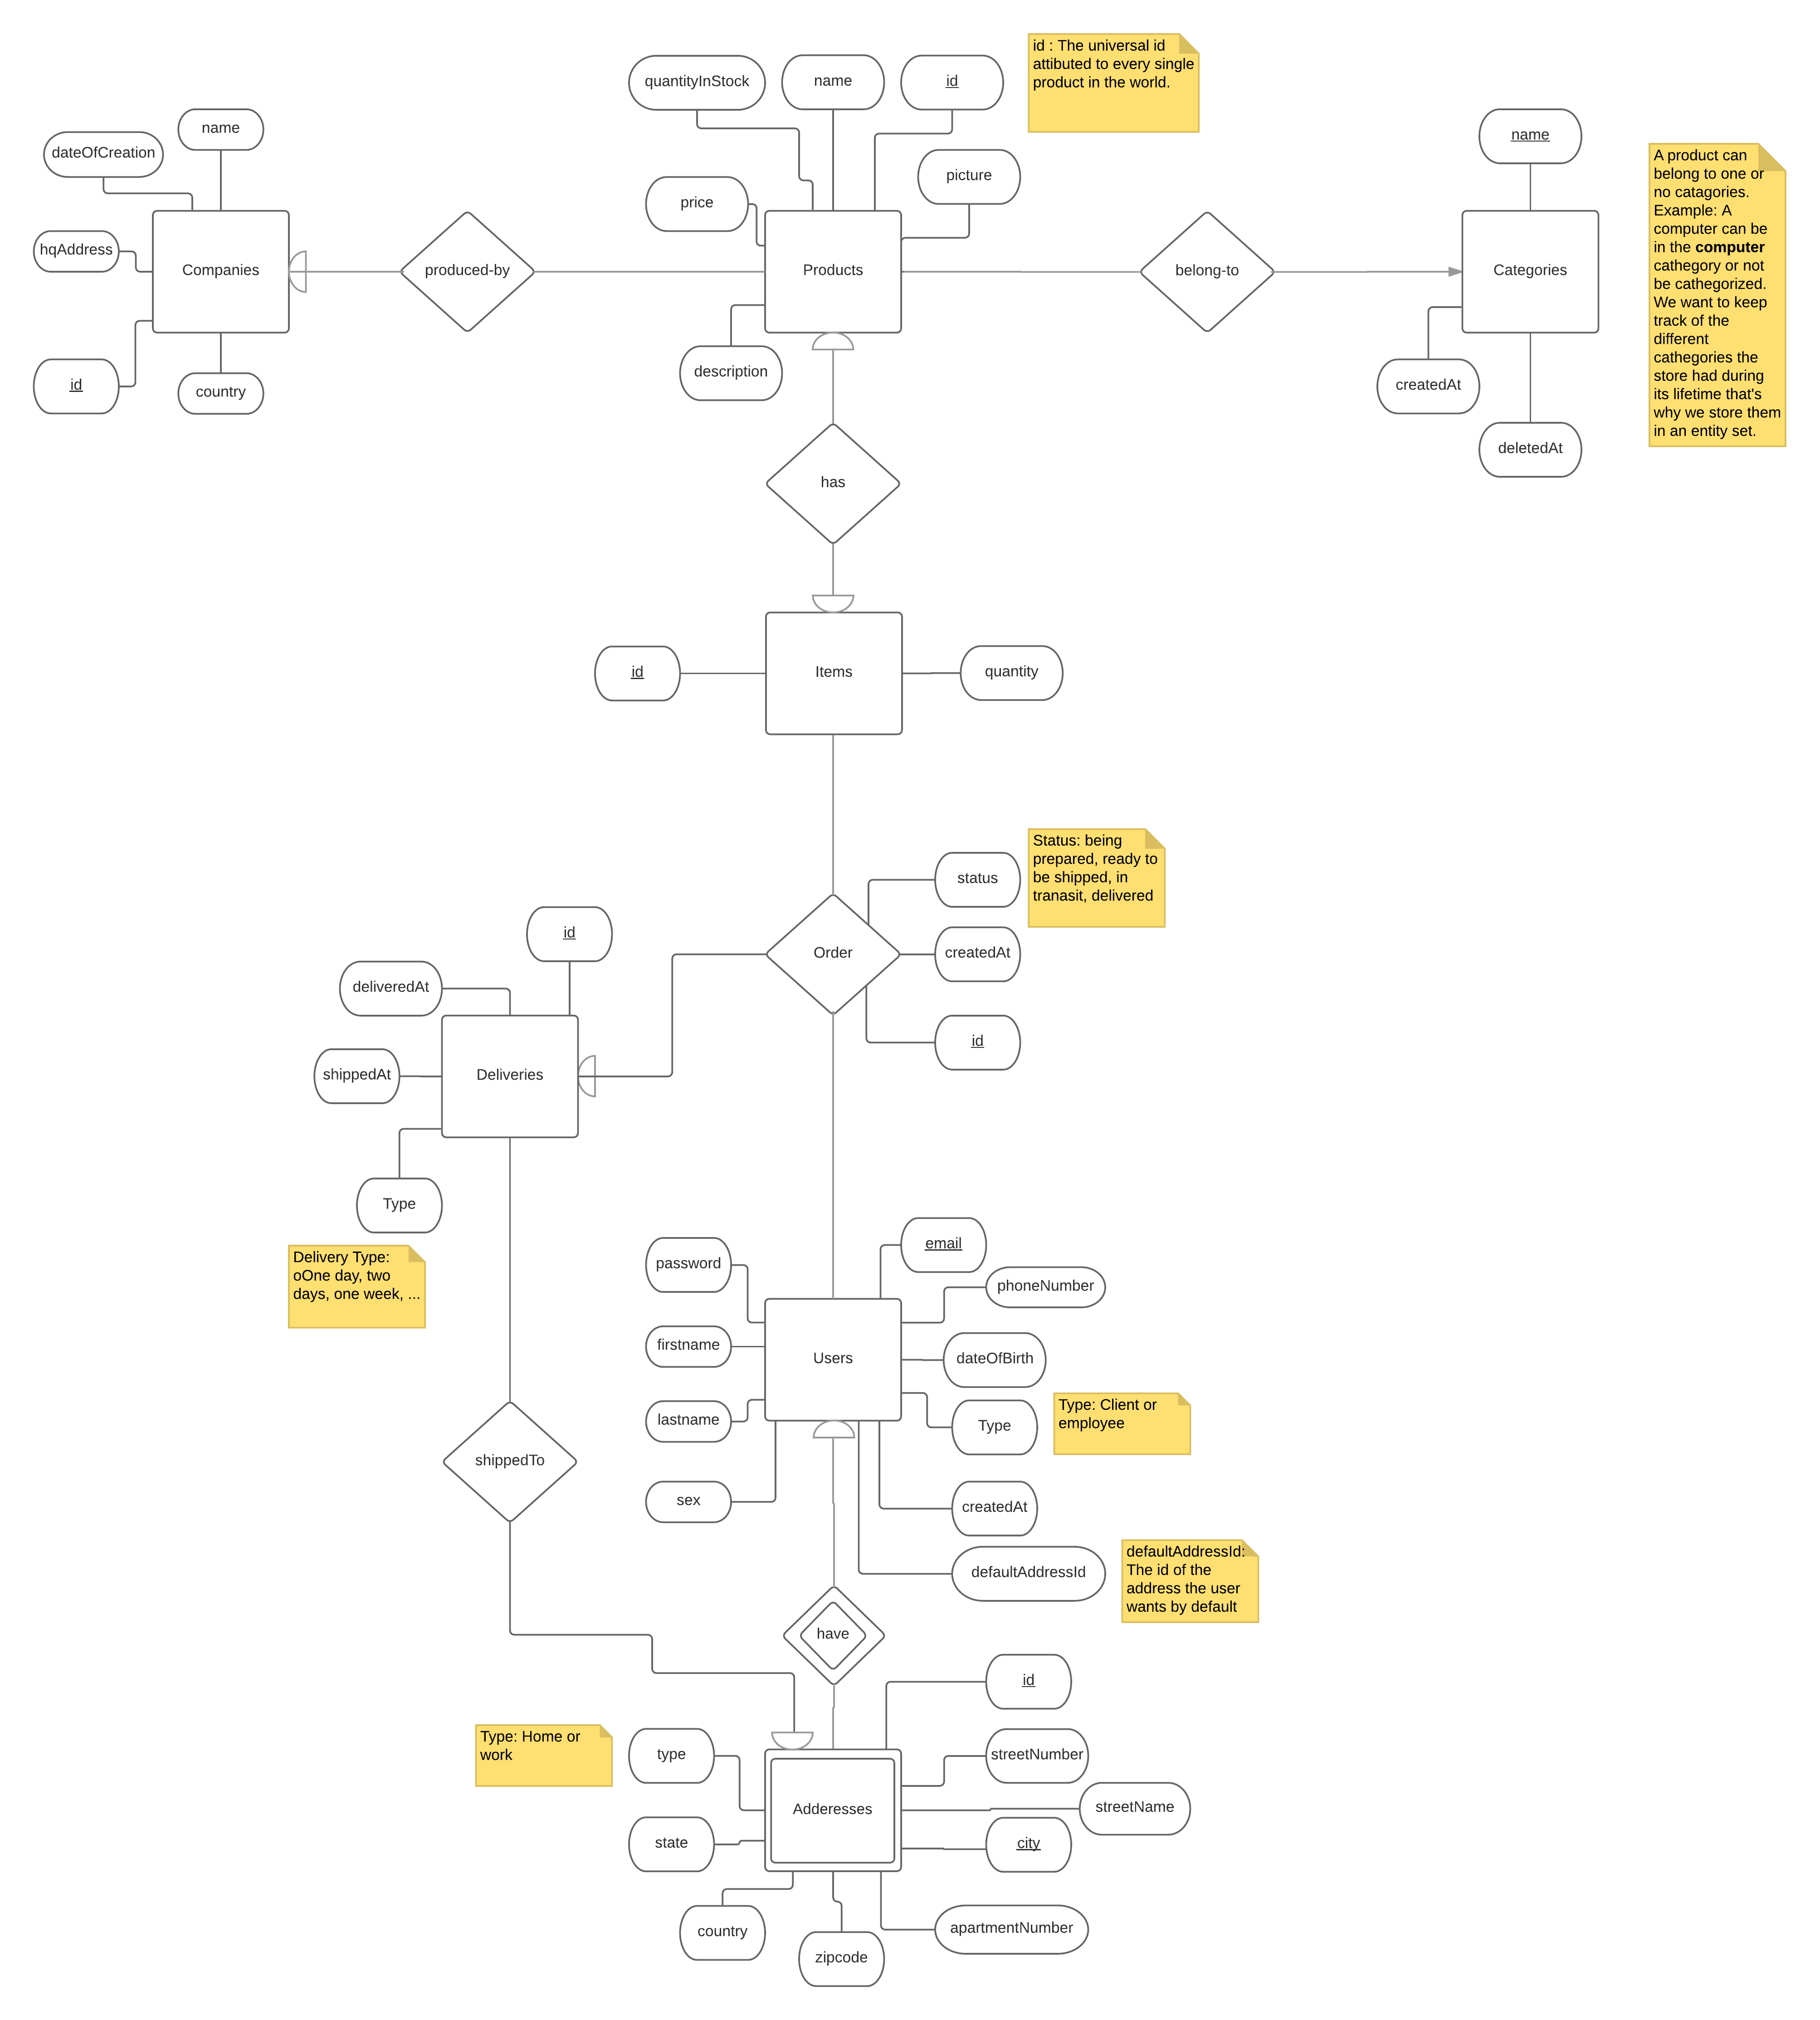 id : The universal id
attibuted to every single
product in the world.
quantityInStock
name
id
name
dateOfCreation
name
A product can
belong to one or
no catagories.
Example: A
computer can be
in the computer
cathegory or not
be cathegorized.
We want to keep
track of the
different
cathegories the
store had during
its lifetime that's
why we store them
in an entity set.
price
picture
hqAddress
Companies
produced-by
Products
belong-to
Categories
id
country
description
createdAt
deletedAt
has
id
Items
quantity
Status: being
prepared, ready to
be shipped, in
tranasit, delivered
status
id
Order
createdAt
deliveredAt
id
shippedAt
Deliveries
Type
Delivery Type:
oOne day, two
days, one week, ...
email
password
phoneNumber
firstname
Users
dateOfBirth
Type: Client or
employee
lastname
Type
shippedTo
sex
createdAt
defaultAddressId
defaultAddressId:
The id of the
address the user
wants by default
have
id
Type: Home or
work
type
streetNumber
Adderesses
streetName
state
city
country
apartmentNumber
zipcode